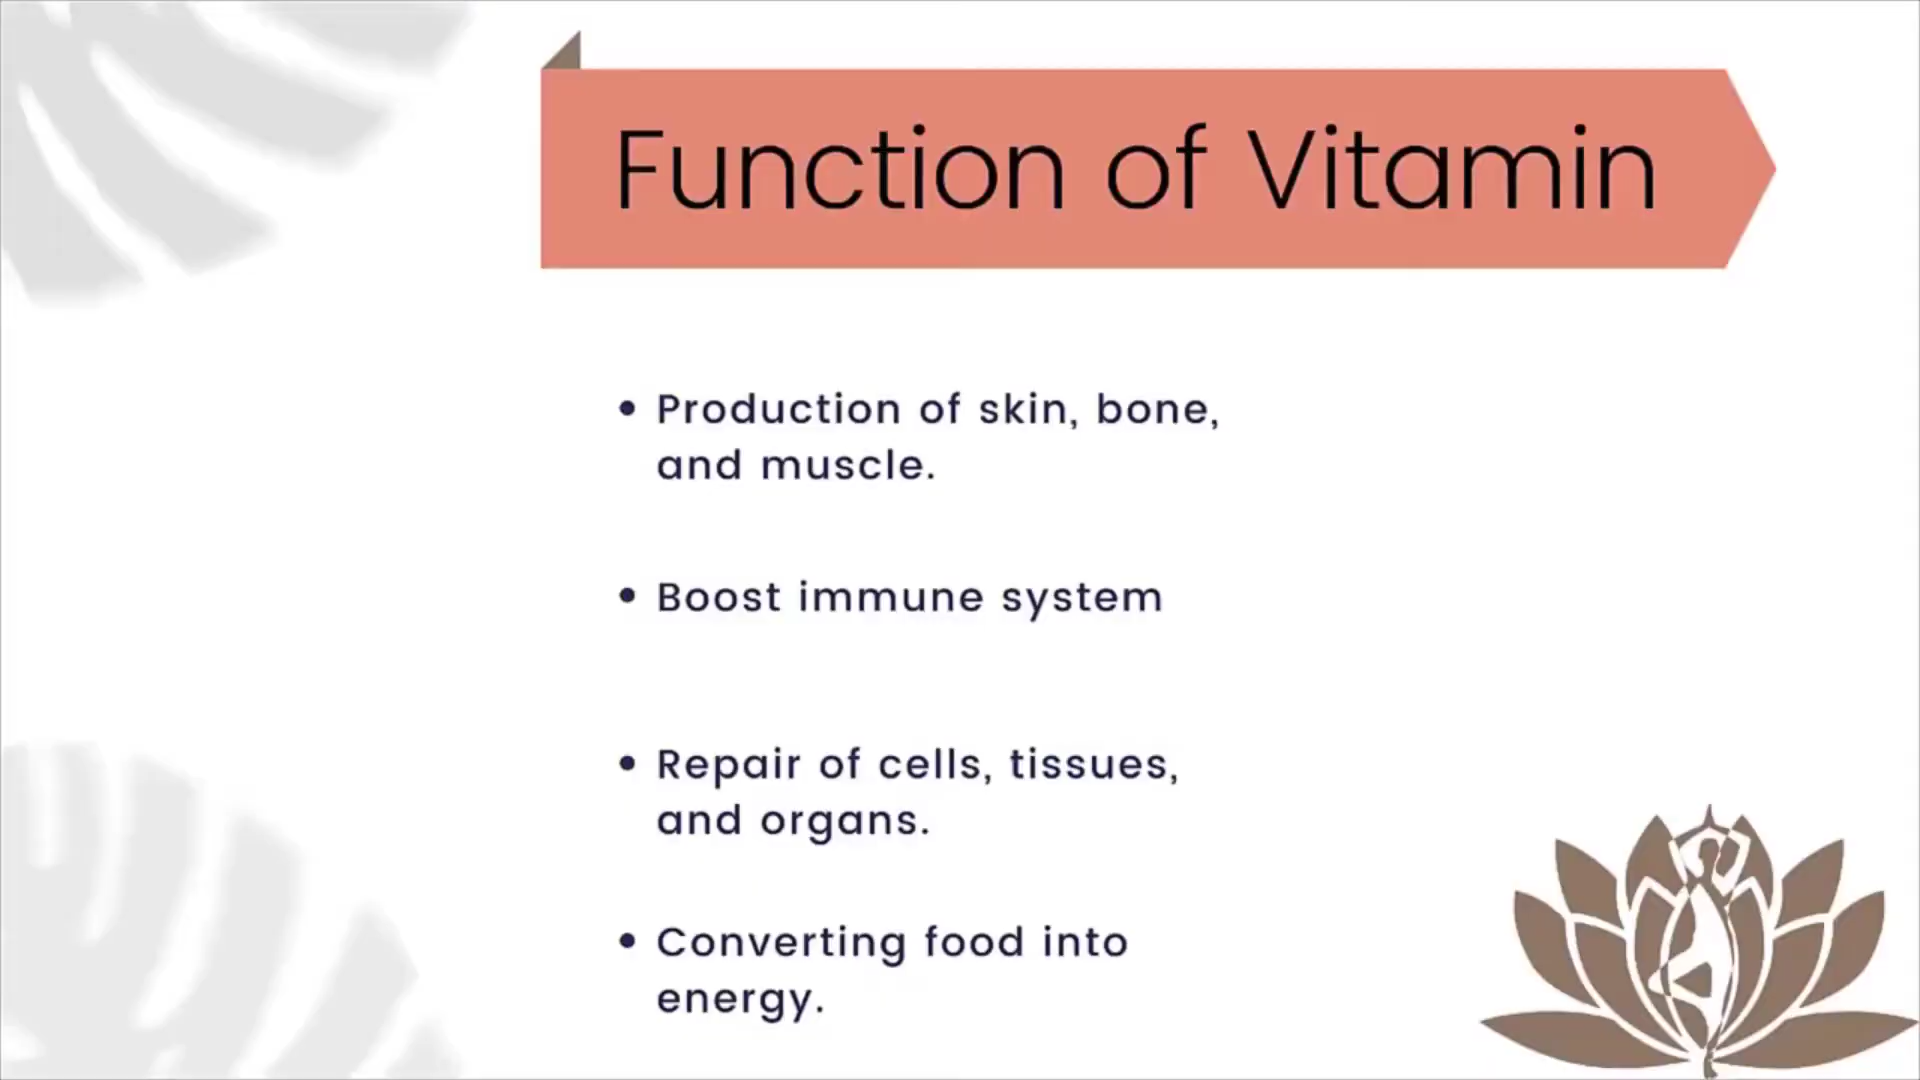 Function of Vitamin
• Production of skin, bone,
and muscle.
• Boost immune system
• Repair of cells, tissues,
and organs.
• Converting food into
energy.